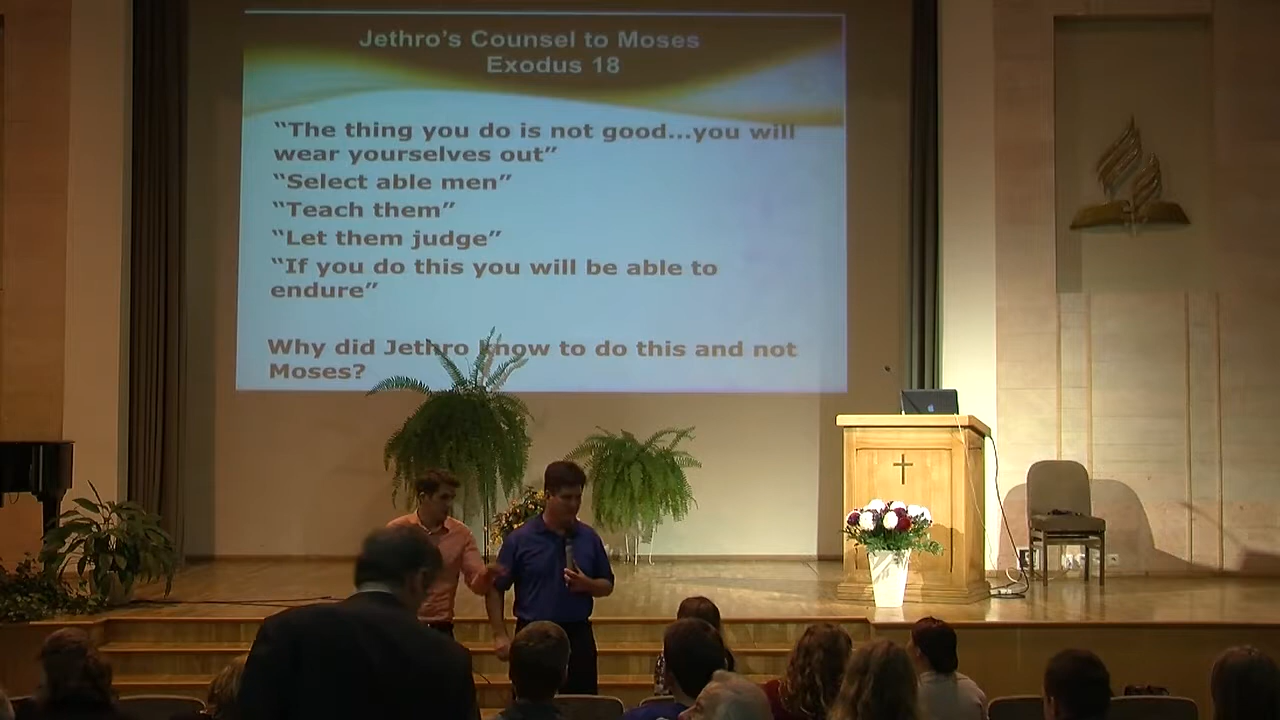 Jethro's Counsel to Moses
Exodus 18
“The thing you do is not good...you will
wear yourselves out”
“Select able men”
“Teach them”
“Let them judge”
“If you do this you will be able to
endure”
Why did Jethro know to do this and not
Moses?